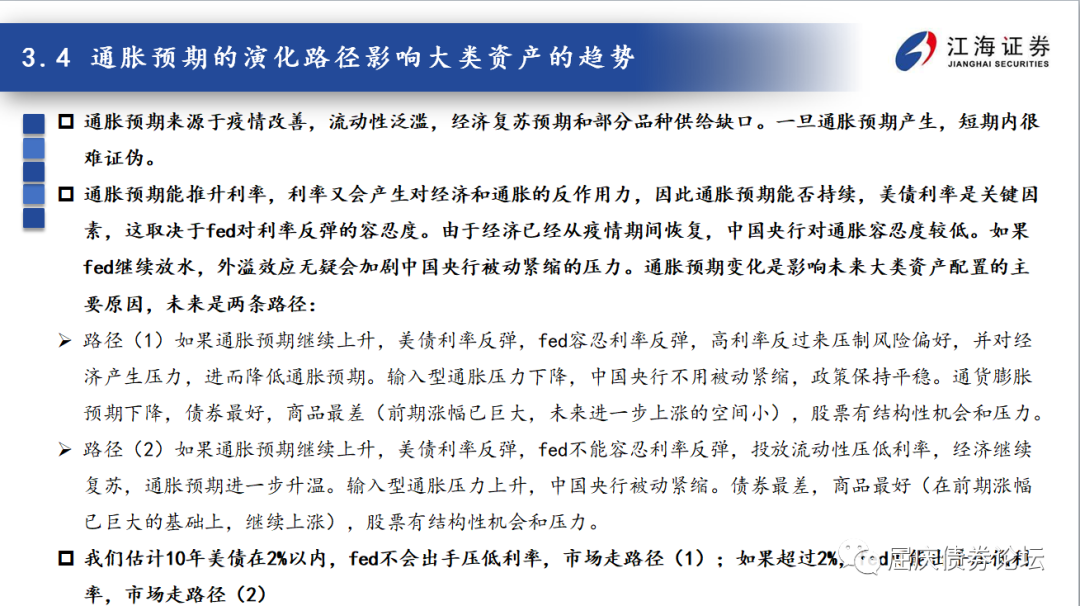 3.4 通胀预期的演化路径影响大类资产的趋势
江海证券
JIANGHAI SECURITIES
通胀预期来源于疫情改善，流动性泛滥，经济复苏预期和部分品种供给缺口。一旦通胀预期产生，短期内很
难证伪。
通胀预期能推升利率，利率又会产生对经济和通胀的反作用力，因此通胀预期能否持续，美债利率是关键因
素，这取决于fed对利率反弹的容忍度。由于经济已经从疫情期间恢复，中国央行对通胀容忍度较低。如果
fed继续放水，外溢效应无疑会加剧中国央行被动紧缩的压力。通胀预期变化是影响未来大类资产配置的主
要原因，未来是两条路径：
路径（1）如果通胀预期继续上升，美债利率反弹，fed容忍利率反弹，高利率反过来压制风险偏好，并对经
济产生压力，进而降低通胀预期。输入型通胀压力下降，中国央行不用被动紧缩，政策保持平稳。通货膨胀
预期下降，债券最好，商品最差（前期涨幅已巨大，未来进一步上涨的空间小），股票有结构性机会和压力。
路径（2）如果通胀预期继续上升，美债利率反弹，fed不能容忍利率反弹，投放流动性压低利率，经济继续
复苏，通胀预期进一步升温。输入型通胀压力上升，中国央行被动紧缩。债券最差，商品最好（在前期涨幅
已巨大的基础上，继续上涨），股票有结构性机会和压力。
我们估计10年美债在2%以内，fed不会出手压低利率，市场走路径（1）；如果超过2%，fed
率，市场走路径（2）
屈庆债券论坛